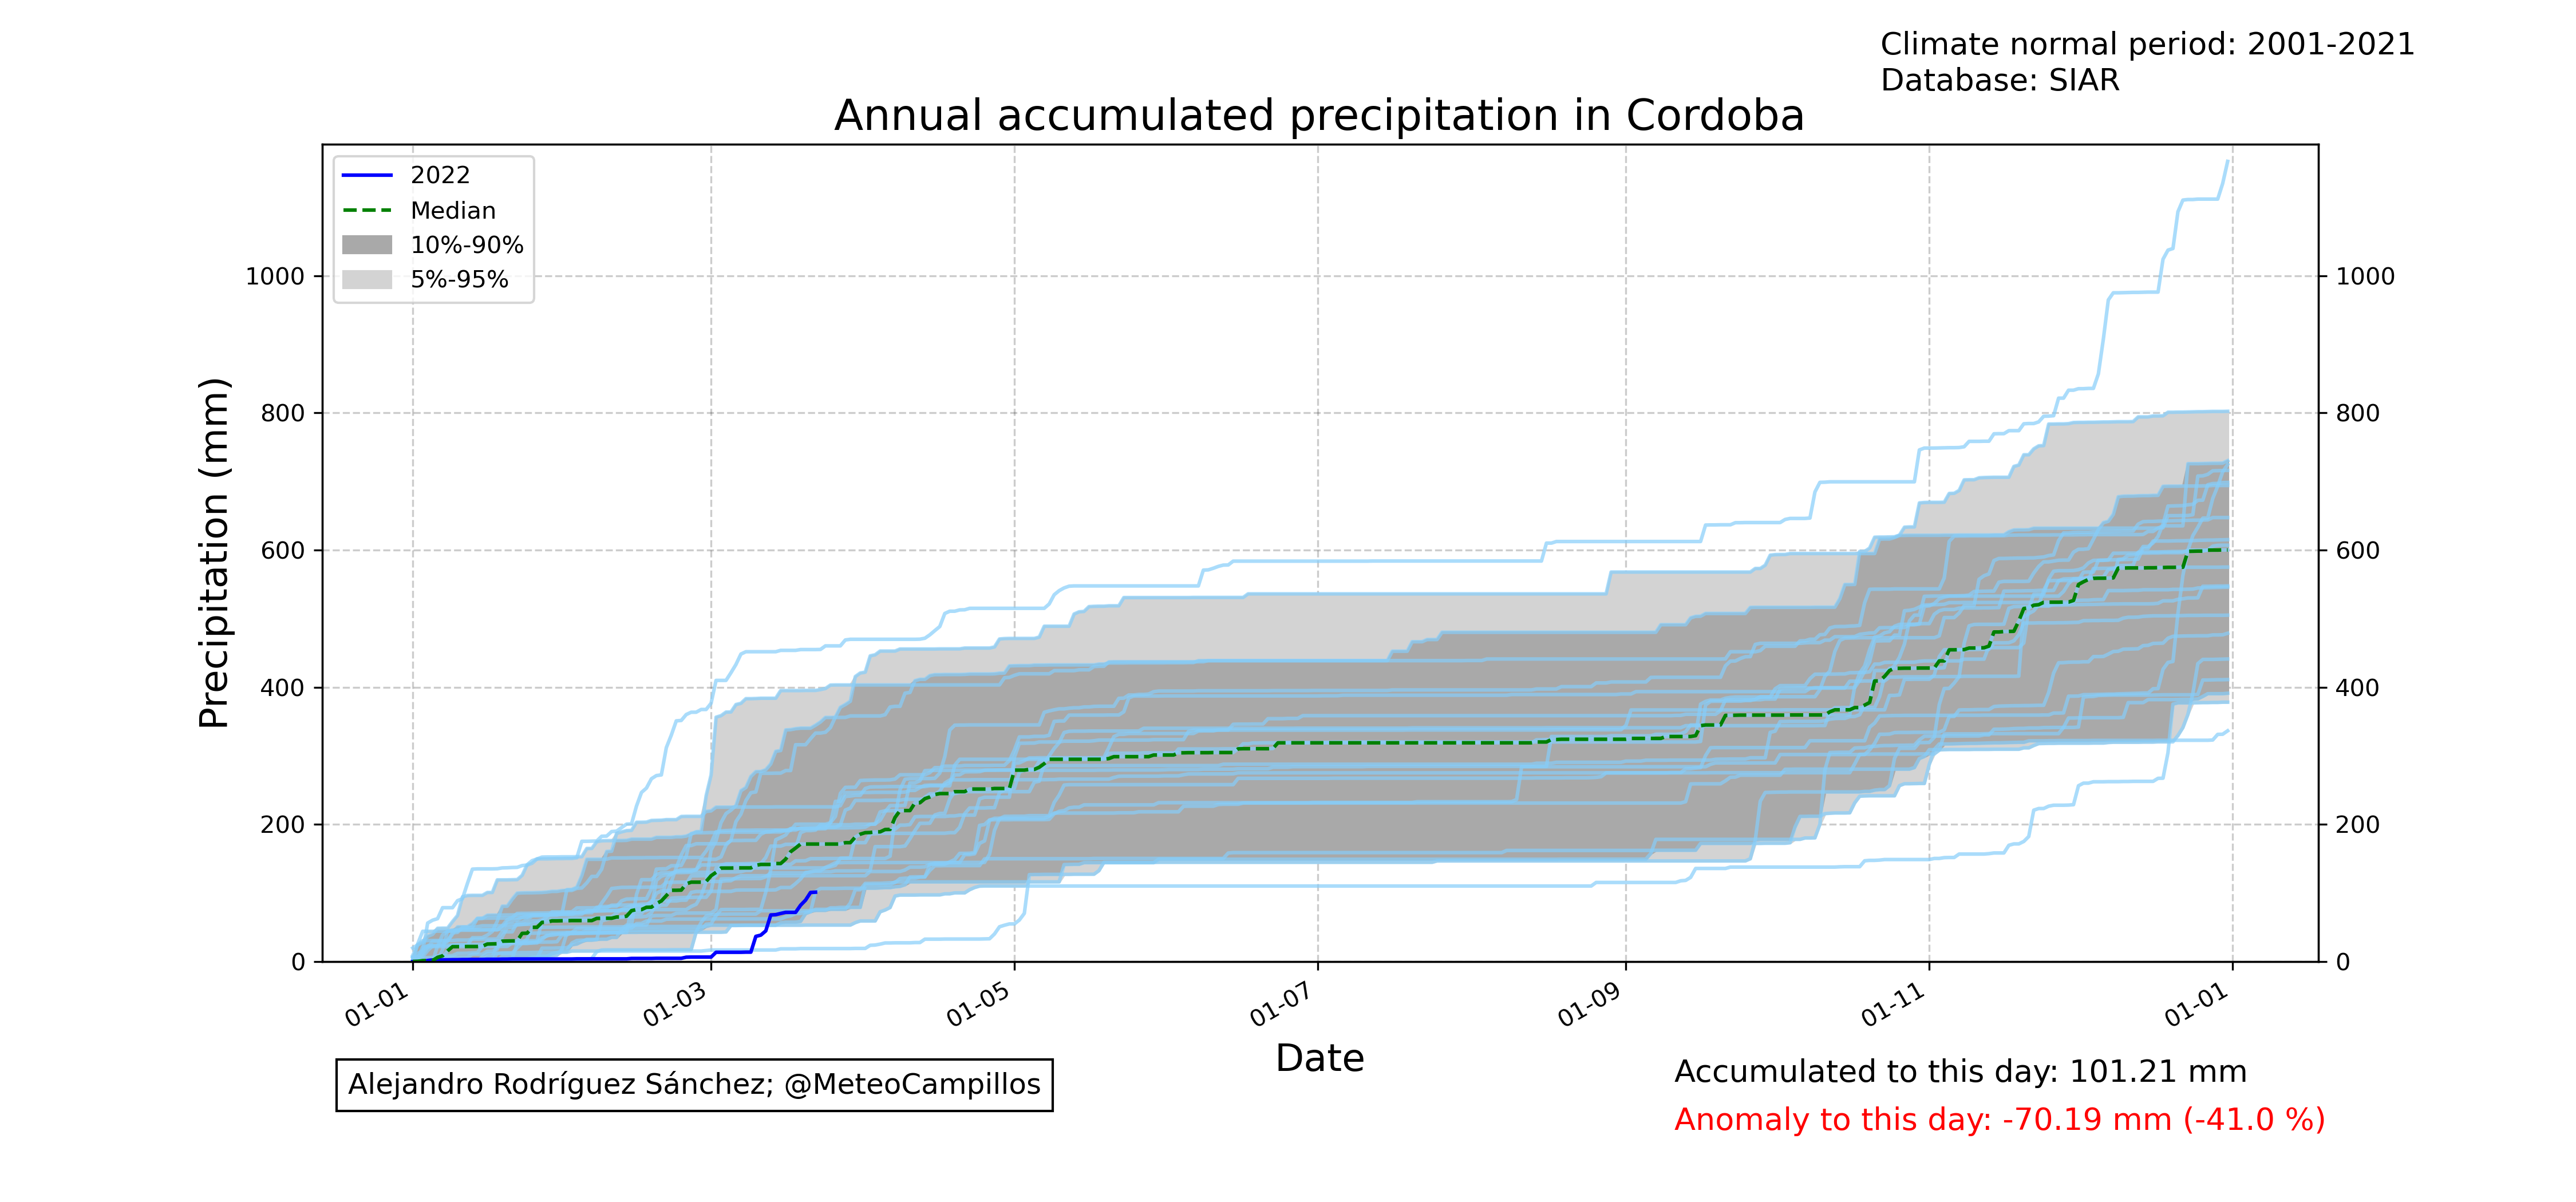 Climate normal period: 2001-2021
Database: SIAR
Annual accumulated precipitation in Cordoba
2022
Median
10%-90%
5%-95%
Precipitation (mm)
1000
800
600
400
200
0
1000
800
600
400
200
0
01-01
01-03
01-05
01-07
01-09
01-11
01-01
Date
Alejandro Rodríguez Sánchez; @MeteoCampillos
Accumulated to this day: 101.21 mm
Anomaly to this day: -70.19 mm (-41.0 %)